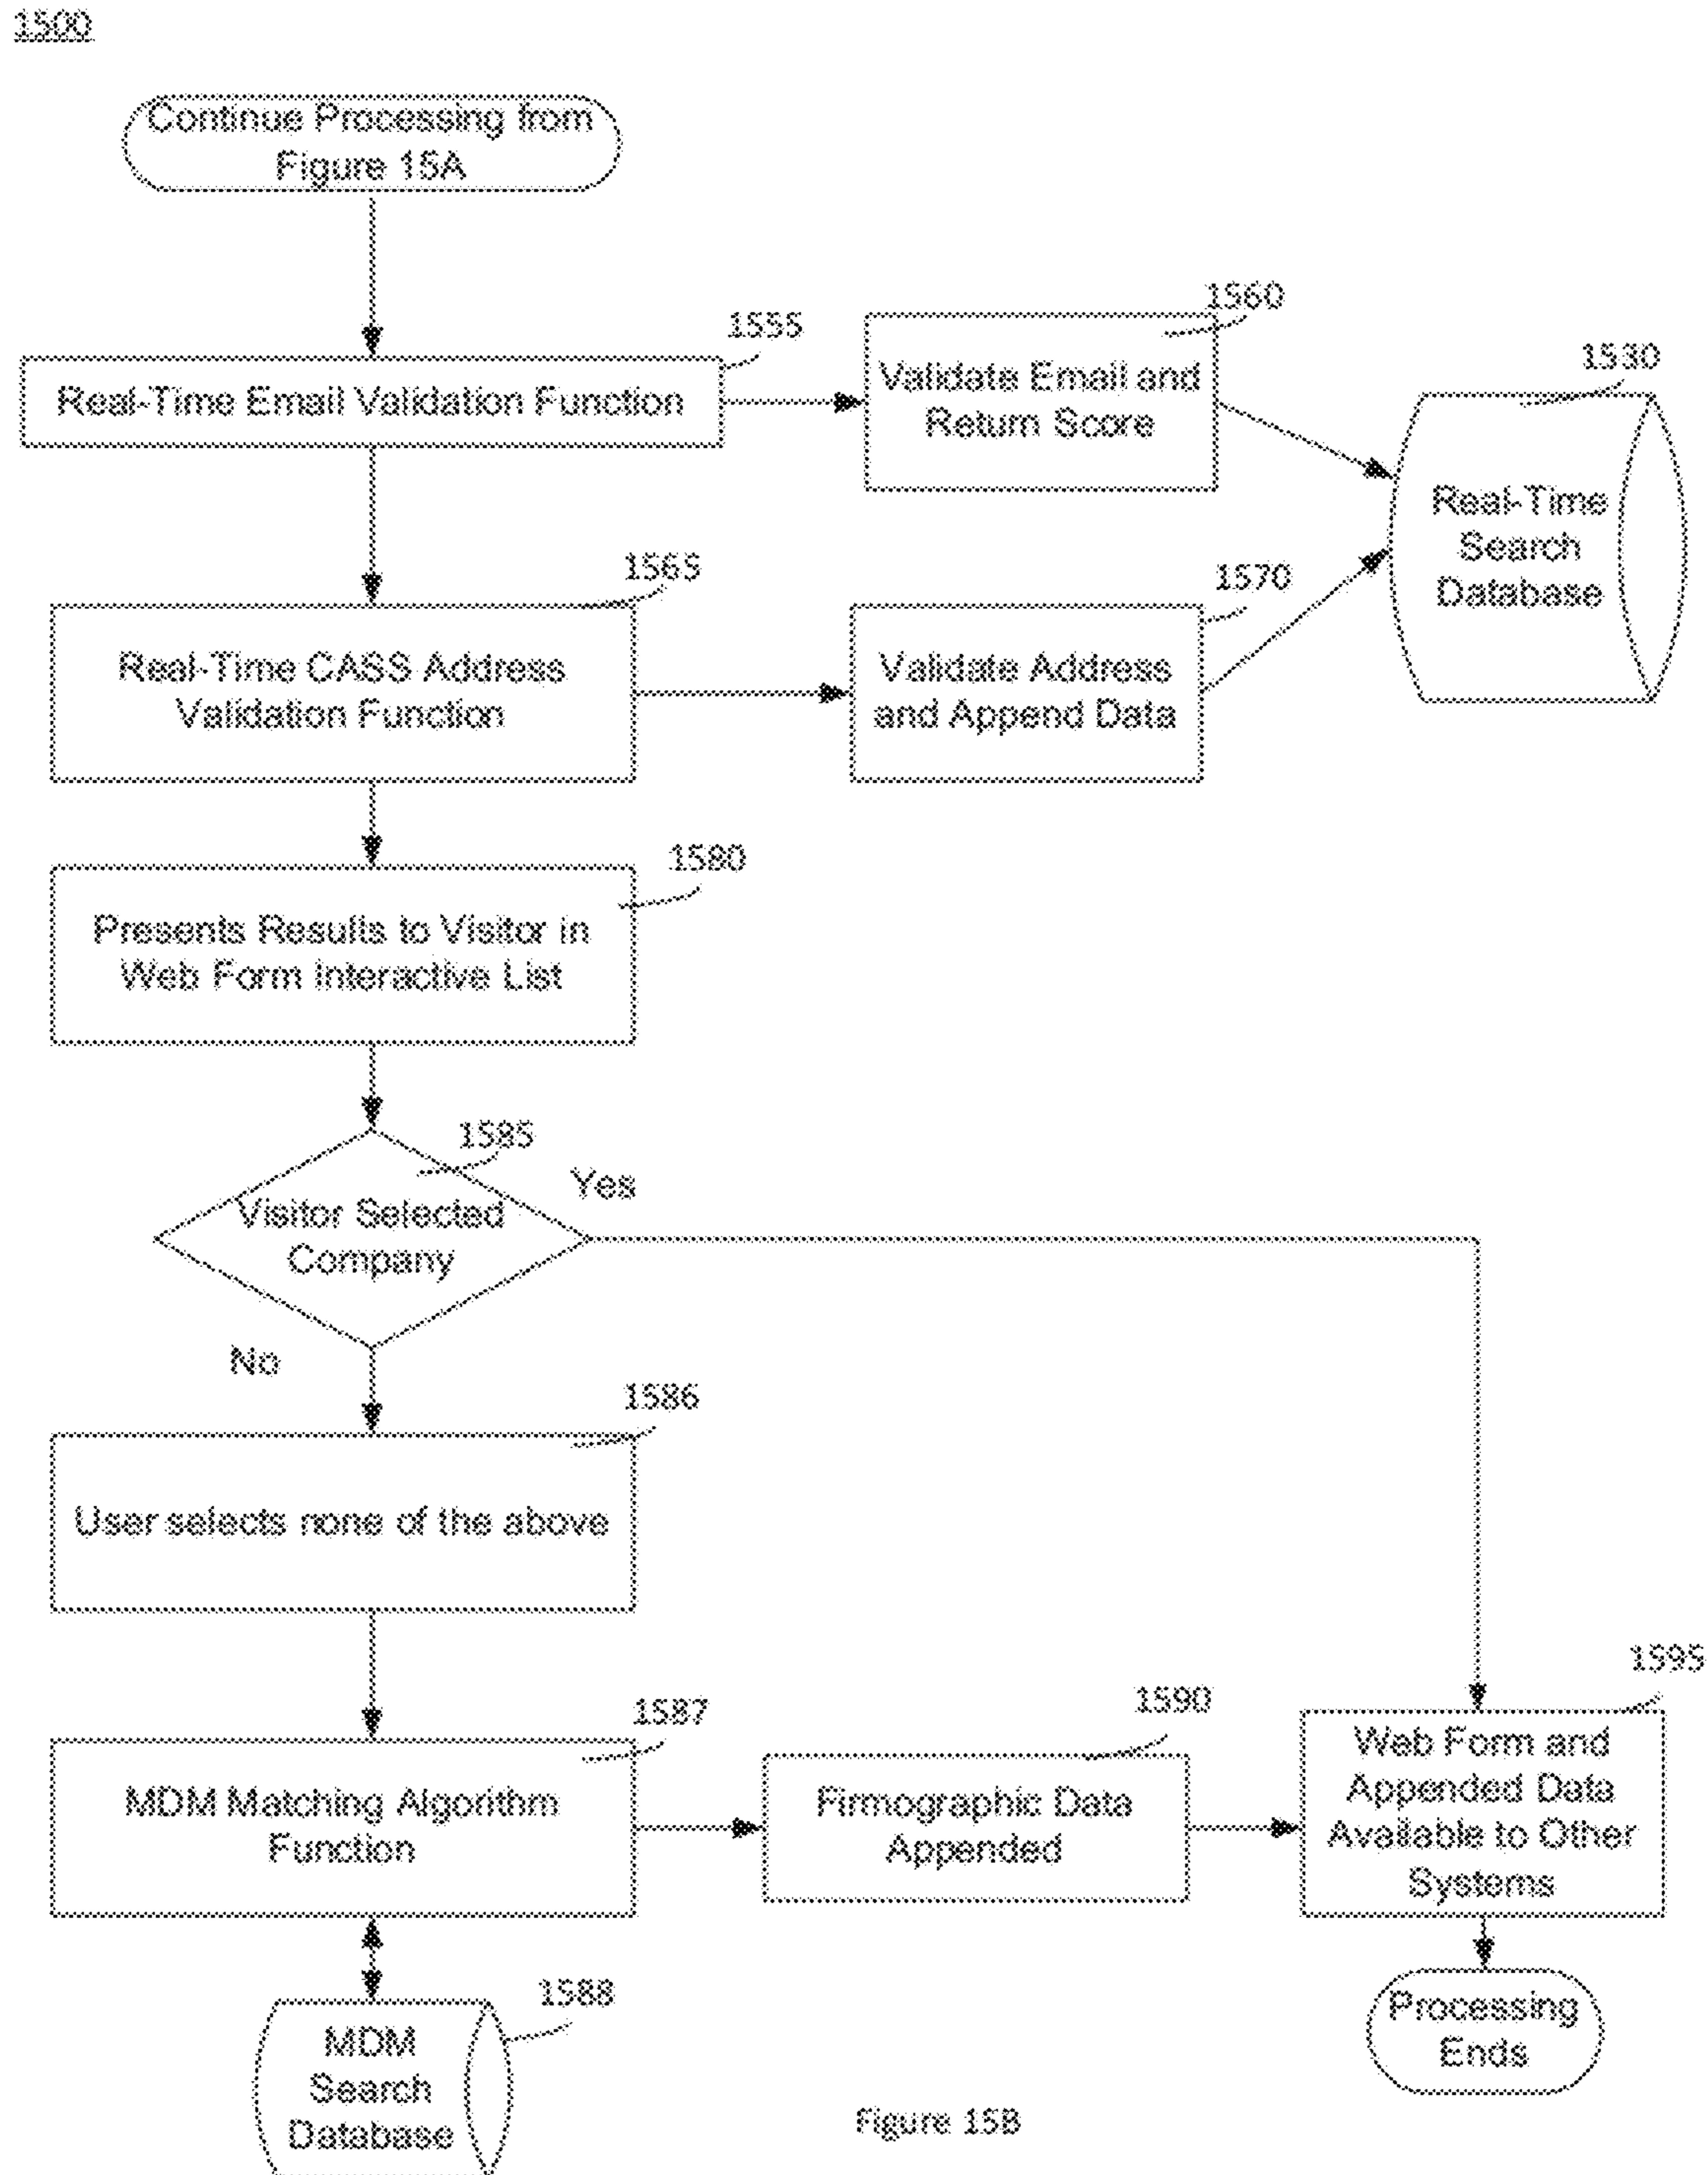 1500
Continue Processing from
Figure 15A
1555
Real-Time Email Validation Function
1560
Validate Email and
Return Score
1530
Real-Time
Search
Database
1565
Real-Time CASS Address
Validation Function
1570
Validate Address
and Append Data
1580
Presents Results to Visitor in
Web Form Interactive List
1585
Visitor Selected
Company
Yes
No
1586
User selects none of the above
1587
MDM Matching Algorithm
Function
1590
Firmographic Data
Appended
1595
Web Form and
Appended Data
Available to Other
Systems
1588
MDM
Search
Database
Processing
Ends
Figure 15B